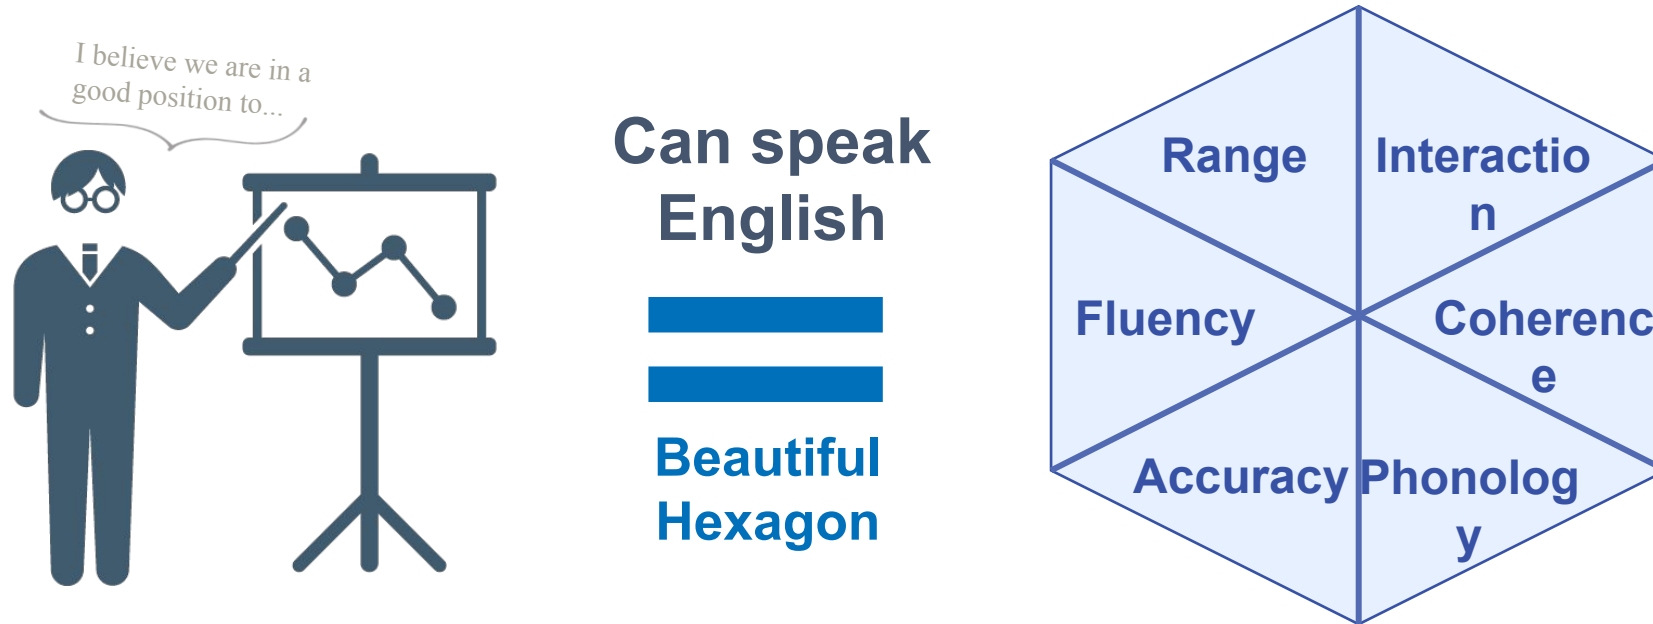 I believe we are in a
good position to...
Can speak
English
Beautiful
Hexagon
Range
Interactio
n
Fluency
Coherenc
e
Accuracy
Phonolog
y